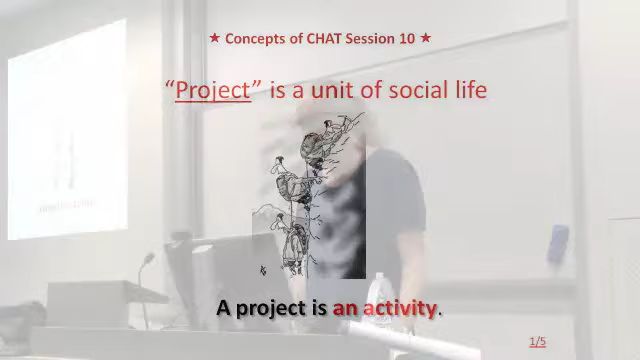 ★ Concepts of CHAT Session 10 ★
“Project” is a unit of social life
A project is an activity.
1/5